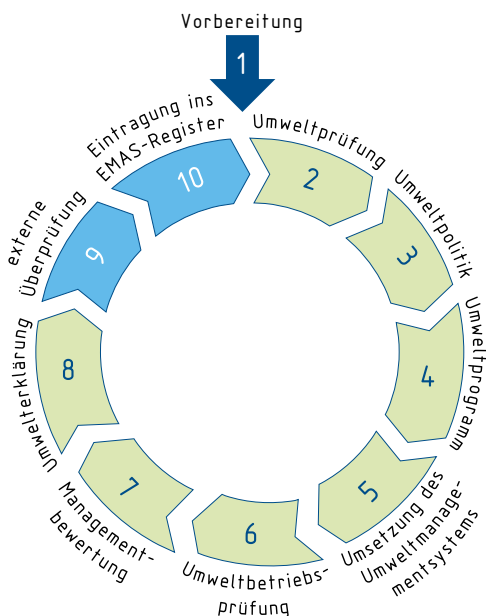 Vorbereitung
1
Umweltprüfung
2
Umweltpolitik
3
Umweltprogramm
4
Umsetzung des
Umweltmanage-
mentsystems
5
Umweltbetriebs-
prüfung
6
Management-
bewertung
7
Umwelterklärung
8
externe
Überprüfung
9
Eintragung ins
EMAS-Register
10